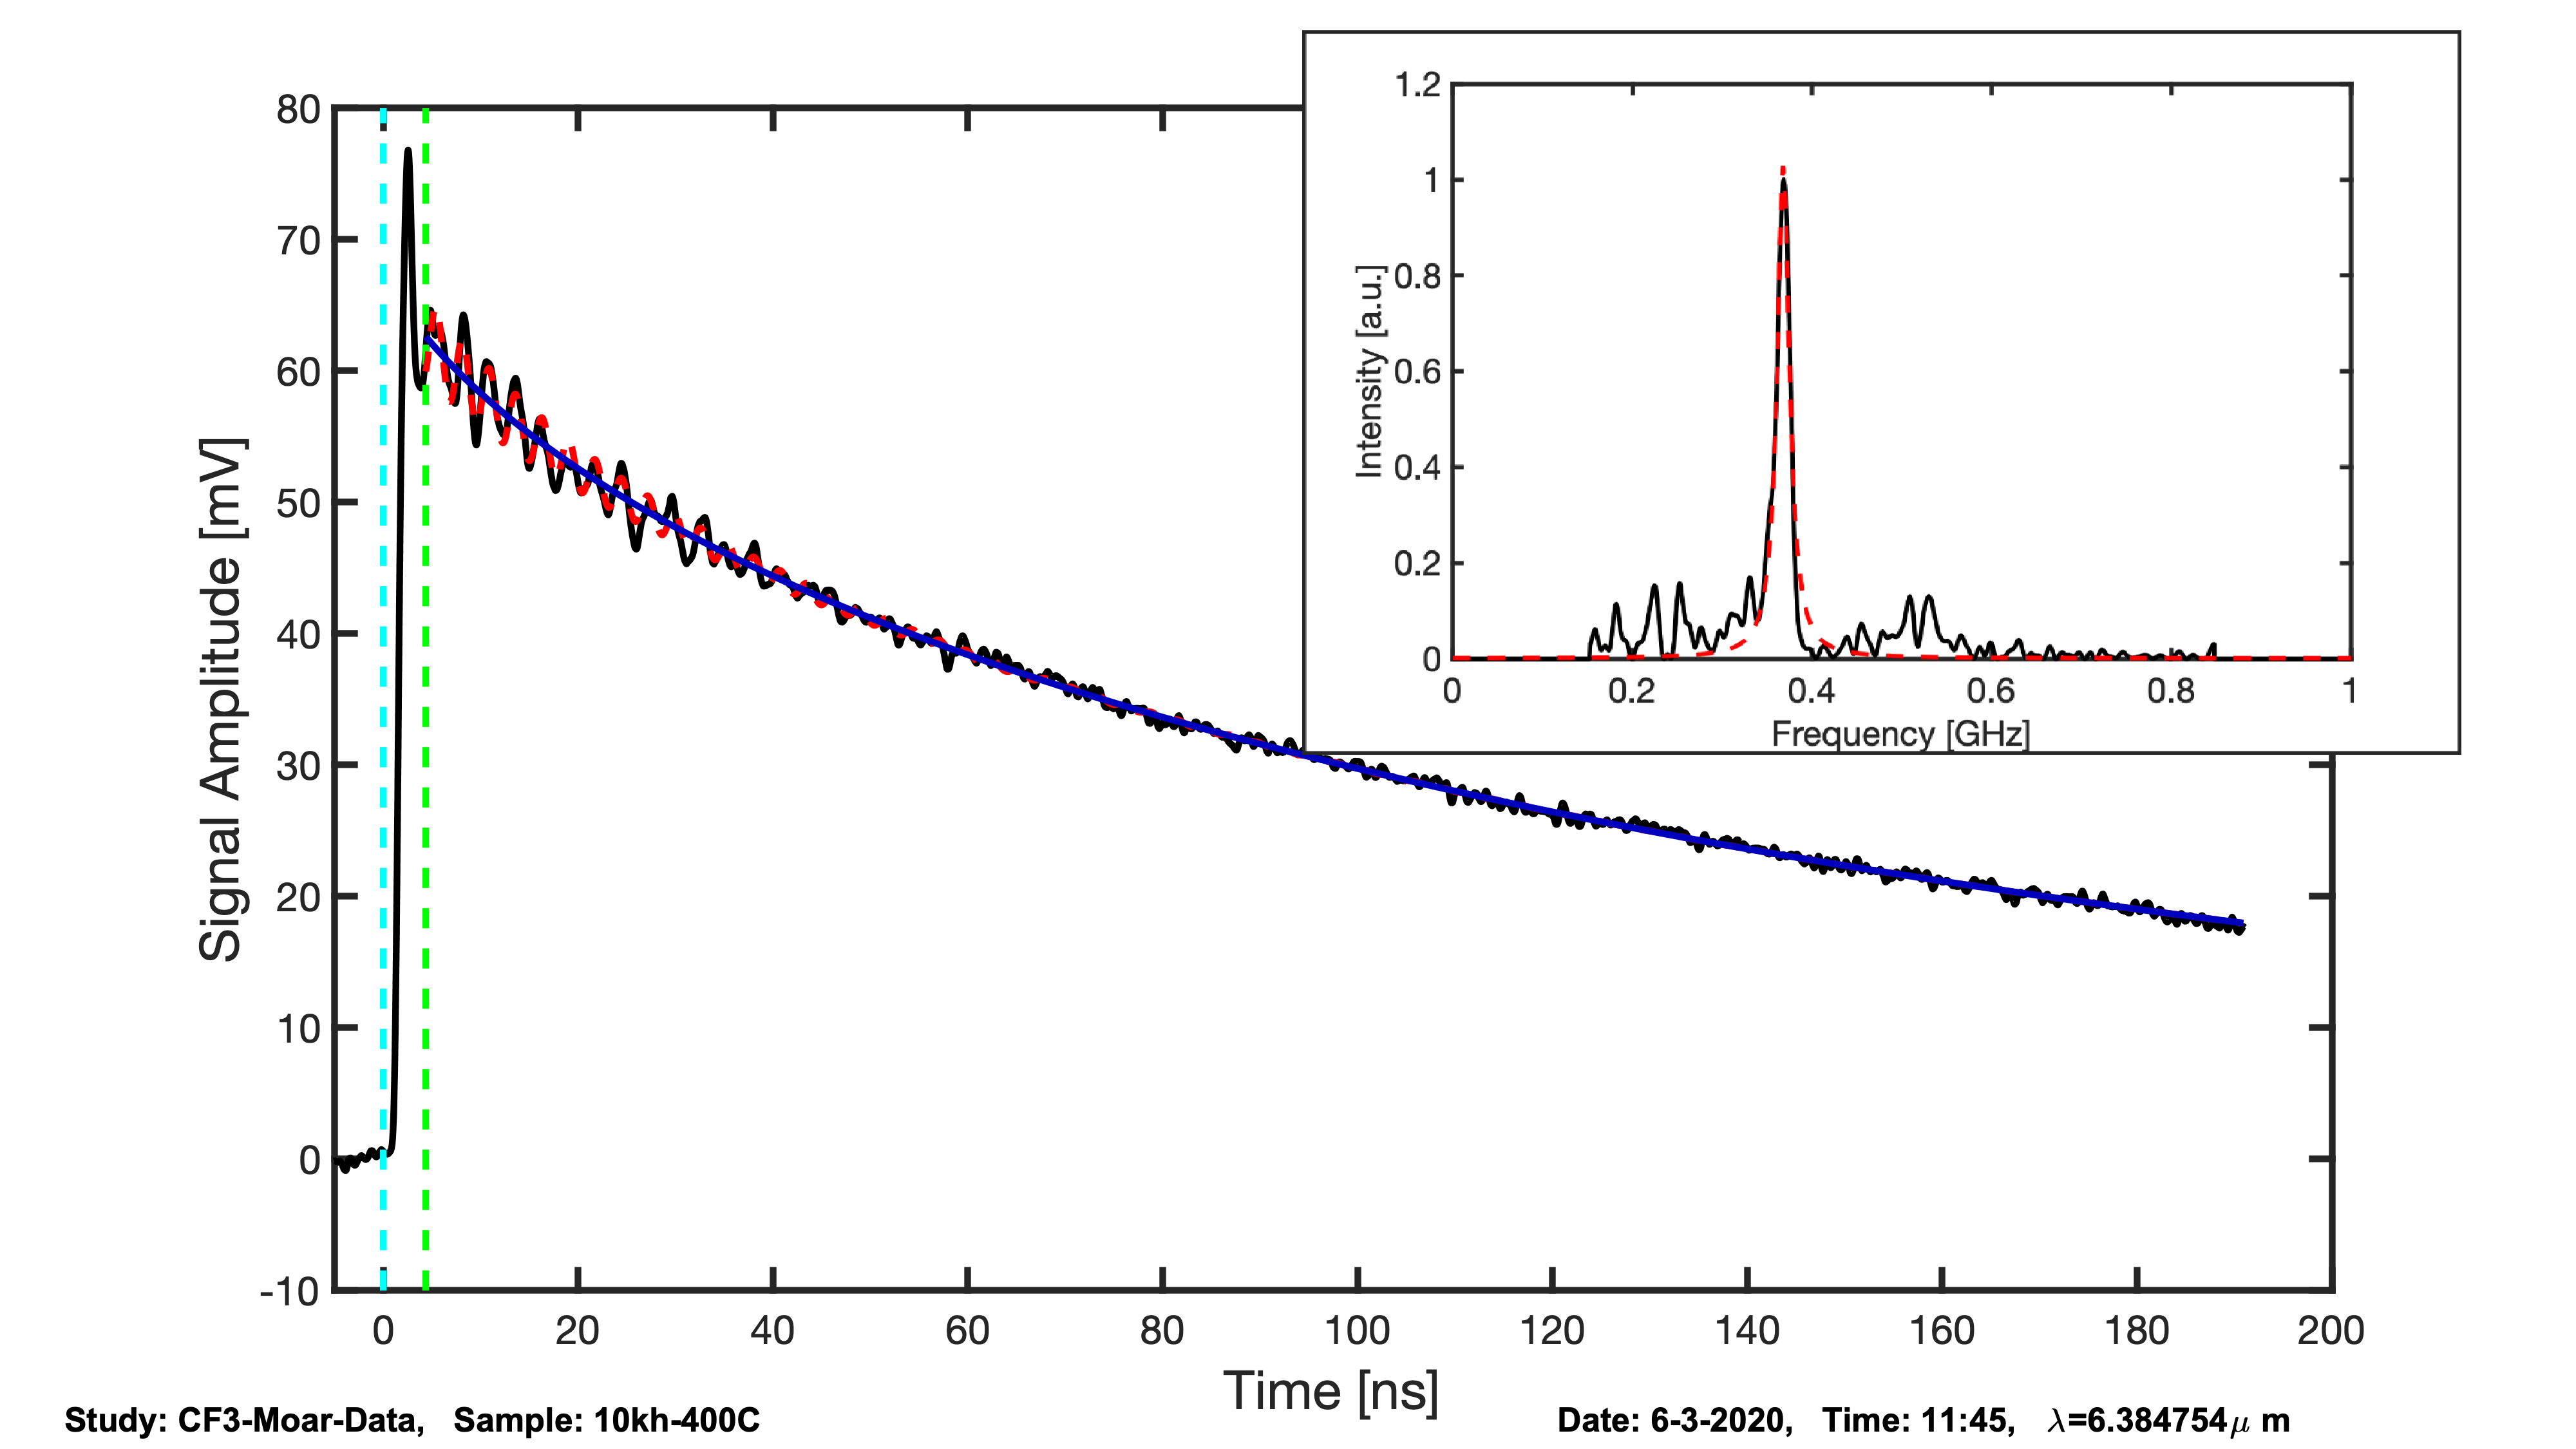 80
70
60
50
40
30
20
10
0
-10
Signal Amplitude [mV]
0 20 40 60 80 100 120 140 160 180 200
Time [ns]
1.2
1
0.8
0.6
0.4
0.2
0
Intensity [a.u.]
0 0.2 0.4 0.6 0.8 1
Frequency [GHz]
Study: CF3-Moar-Data, Sample: 10kh-400C
Date: 6-3-2020, Time: 11:45, λ=6.384754μ m